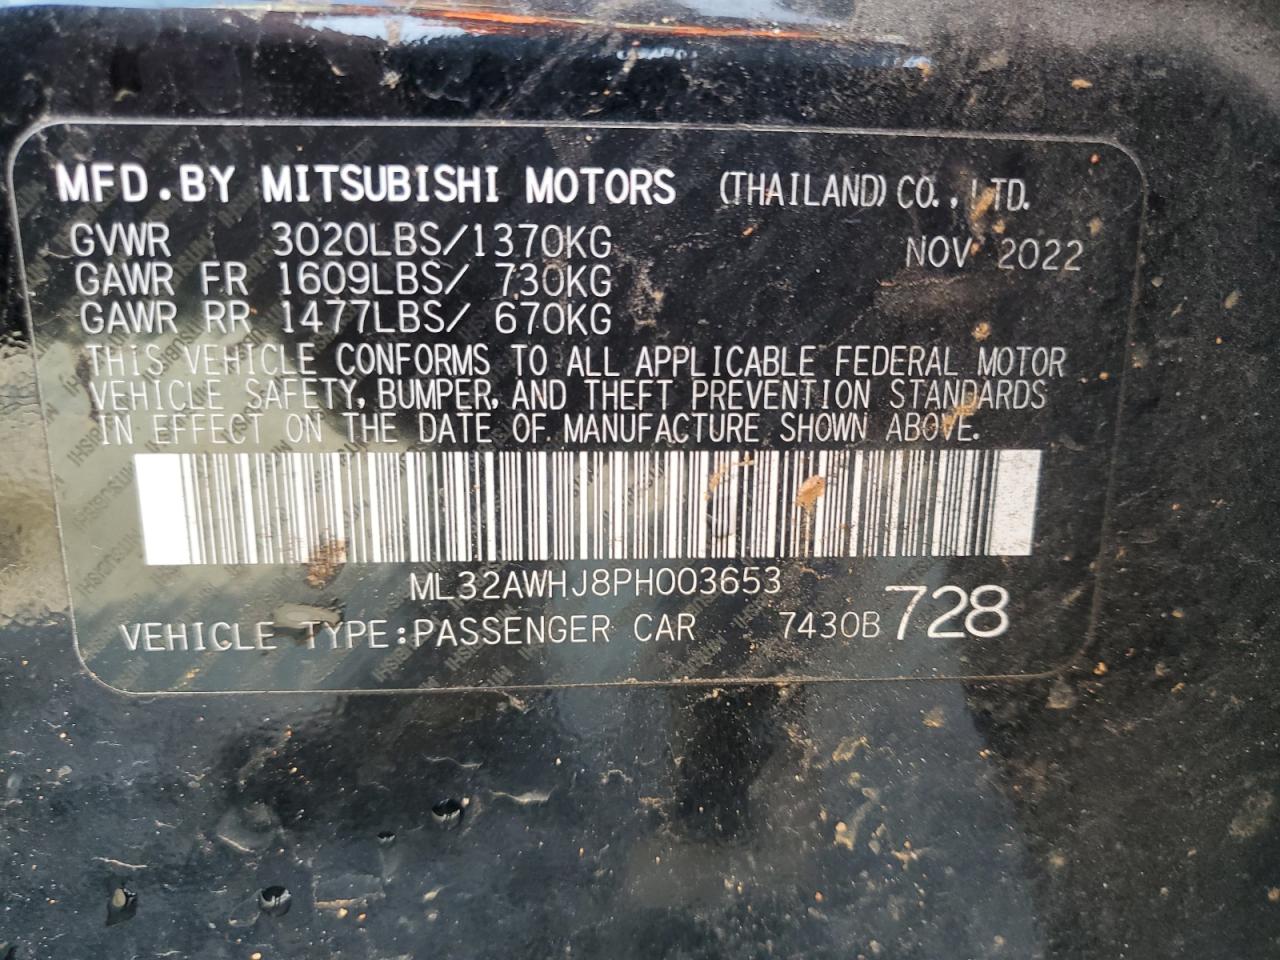 MFD.BY MITSUBISHI MOTORS (THAILAND)CO.,LTD.
GVWR 3020LBS/1370KG NOV 2022
GAWR FR 1609LBS/ 730KG
GAWR RR 1477LBS/ 670KG
THIS VEHICLE CONFORMS TO ALL APPLICABLE FEDERAL MOTOR
VEHICLE SAFETY, BUMPER, AND THEFT PREVENTION STANDARDS
IN EFFECT ON THE DATE OF MANUFACTURE SHOWN ABOVE.
ML32AWHJ8PH003653
VEHICLE TYPE:PASSENGER CAR 7430B 728